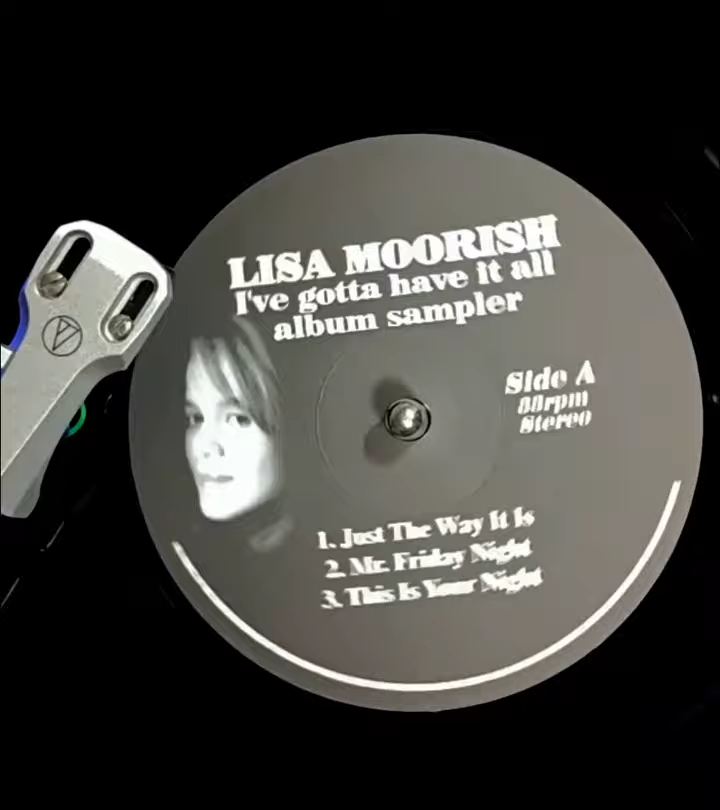 LISA MOORISH
I've gotta have it all
album sampler
Side A
33rpm
Stereo
1. Just The Way It Is
2. Mr. Friday Night
3. This Is Your Night